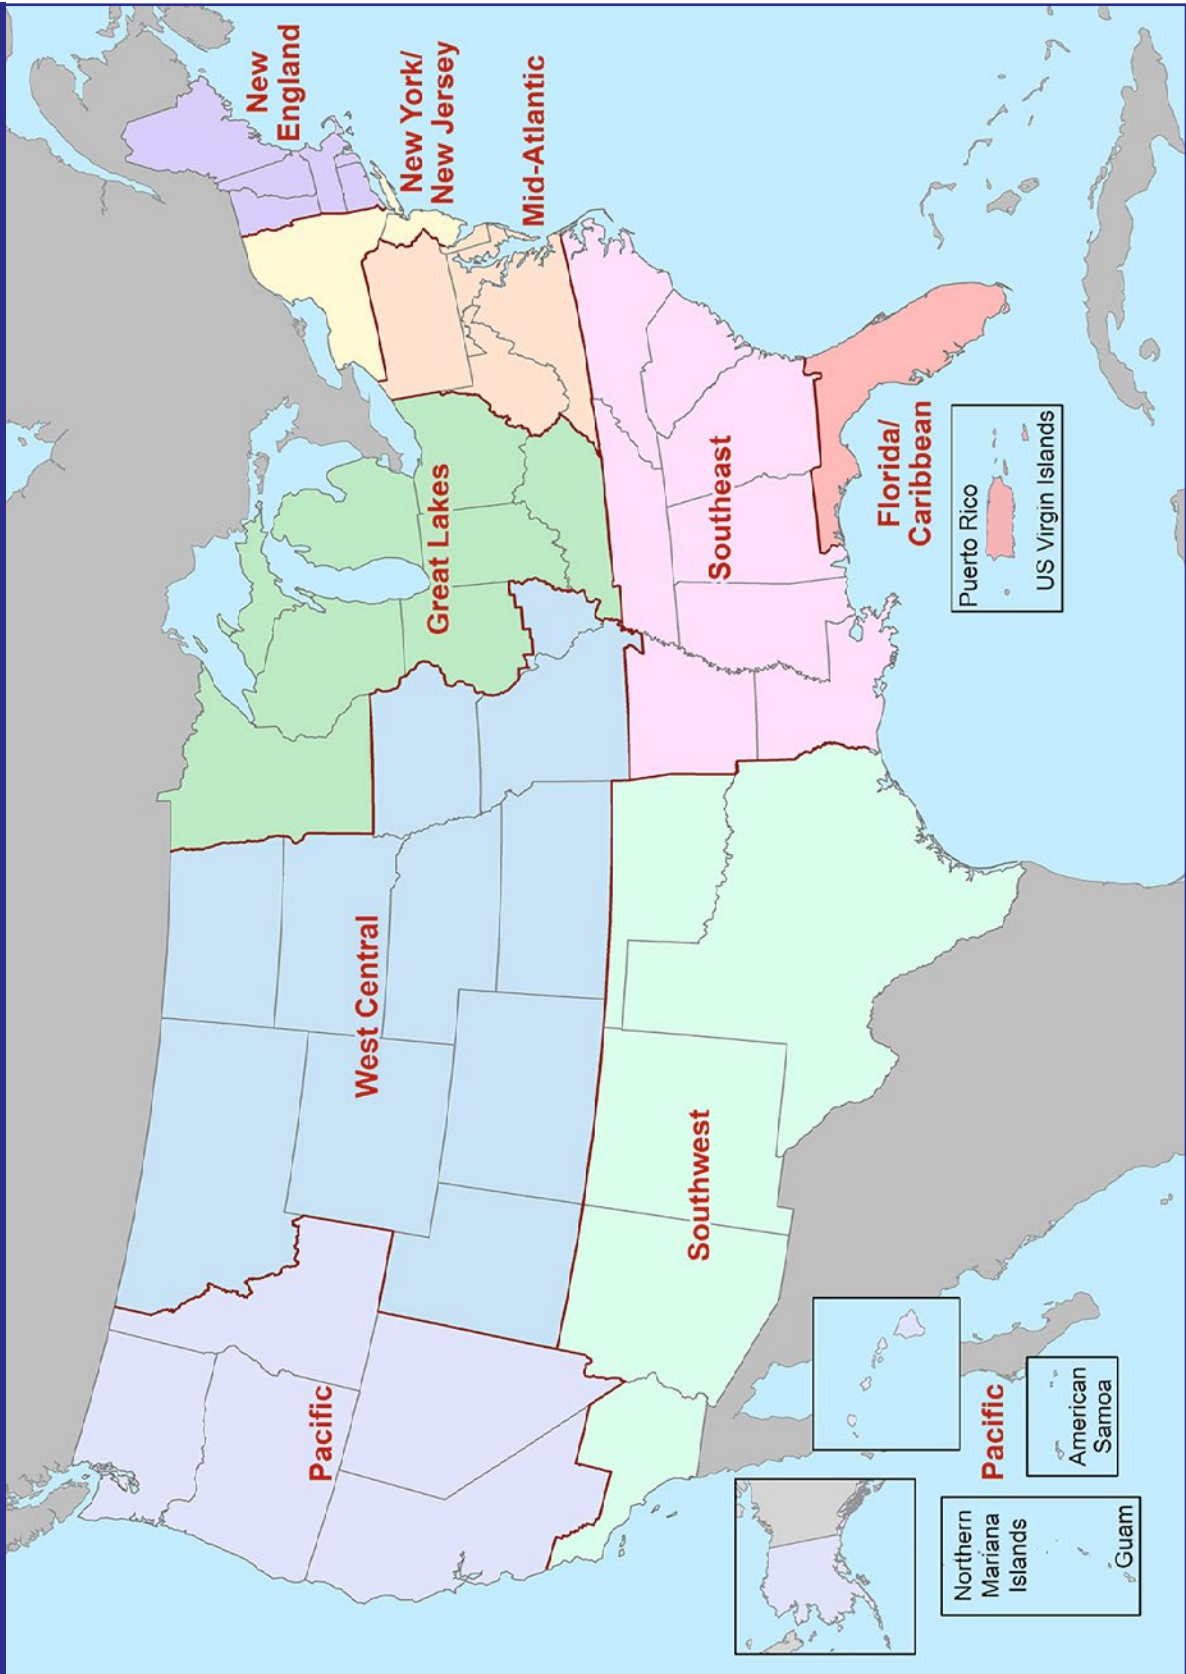 New
England
New York/
New Jersey
Mid-Atlantic
Great Lakes
West Central
Pacific
Southeast
Southwest
Florida/
Caribbean
Puerto Rico
US Virgin Islands
Pacific
American
Samoa
Northern
Mariana
Islands
Guam